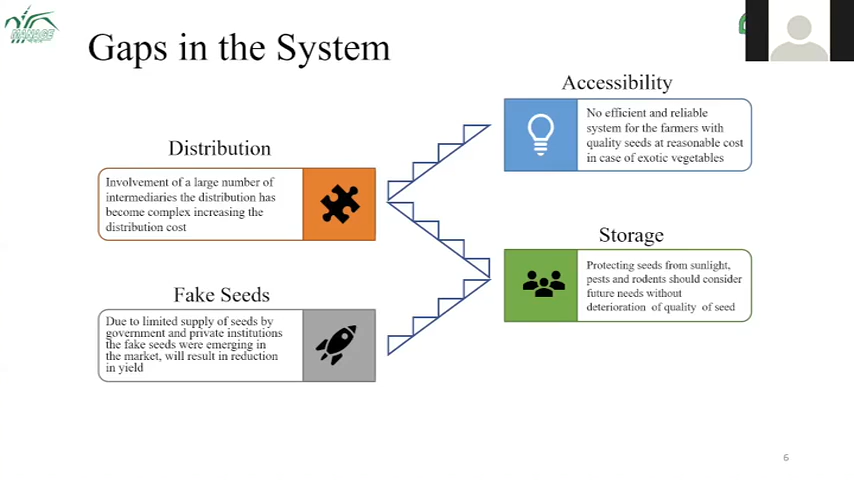 MANAGE
Gaps in the System
Accessibility
No efficient and reliable
system for the farmers with
quality seeds at reasonable cost
in case of exotic vegetables
Distribution
Involvement of a large number of
intermediaries the distribution has
become complex increasing the
distribution cost
Storage
Protecting seeds from sunlight,
pests and rodents should consider
future needs without
deterioration of quality of seed
Fake Seeds
Due to limited supply of seeds by
government and private institutions
the fake seeds were emerging in
the market, will result in reduction
in yield
6